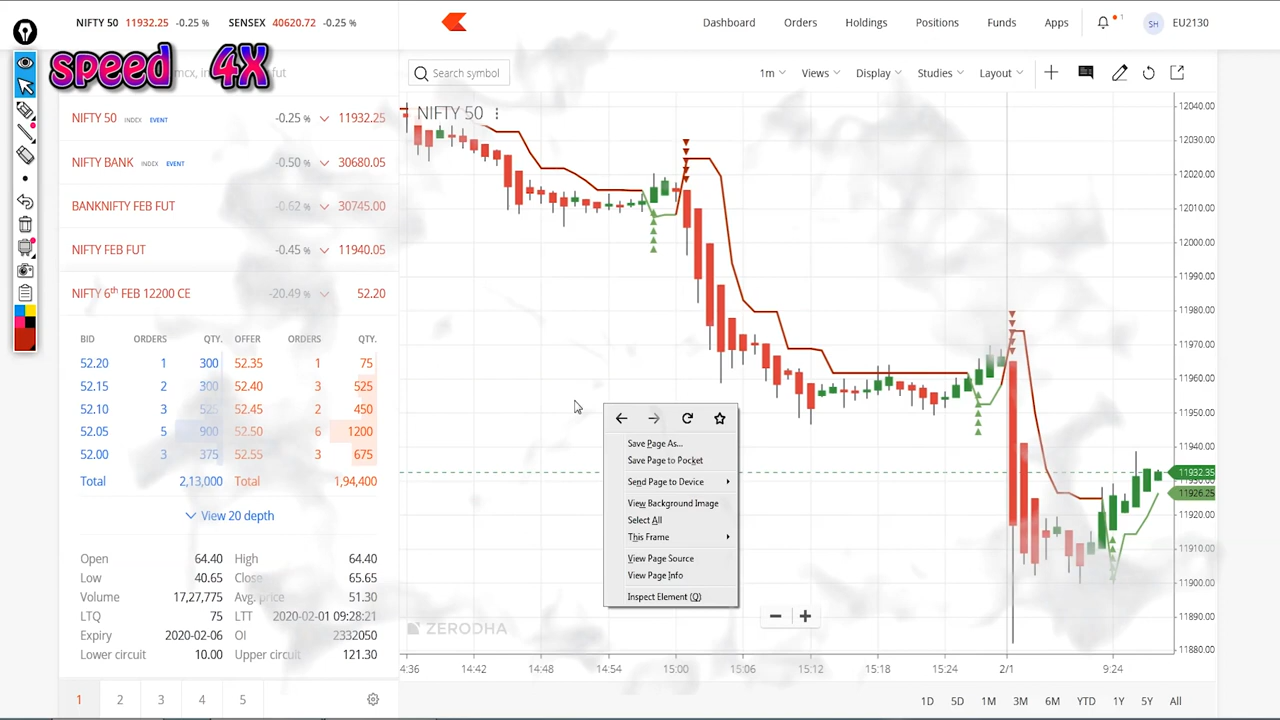 NIFTY 50 11932.25 -0.25 % SENSEX 40620.72 -0.25 %
Dashboard Orders Holdings Positions Funds Apps 1 SH EU2130
speed 4X
mcx, fut
Search symbol 1m Views Display Studies Layout
NIFTY 50 INDEX EVENT -0.25 % 11932.25
NIFTY BANK INDEX EVENT -0.50 % 30680.05
BANKNIFTY FEB FUT -0.62 % 30745.00
NIFTY FEB FUT -0.45 % 11940.05
NIFTY 6th FEB 12200 CE -20.49 % 52.20
BID ORDERS QTY. OFFER ORDERS QTY.
52.20 1 300 52.35 1 75
52.15 2 300 52.40 3 525
52.10 3 525 52.45 2 450
52.05 5 900 52.50 6 1200
52.00 3 375 52.55 3 675
Total 2,13,000 Total 1,94,400
View 20 depth
Open 64.40 High 64.40
Low 40.65 Close 65.65
Volume 17,27,775 Avg. price 51.30
LTQ 75 LTT 2020-02-01 09:28:21
Expiry 2020-02-06 OI 2332050
Lower circuit 10.00 Upper circuit 121.30
1 2 3 4 5
NIFTY 50
Save Page As...
Save Page to Pocket
Send Page to Device
View Background Image
Select All
This Frame
View Page Source
View Page Info
Inspect Element (Q)
ZERODHA
12040.00
12030.00
12020.00
12010.00
12000.00
11990.00
11980.00
11970.00
11960.00
11950.00
11940.00
11932.35
11930.00
11926.25
11920.00
11910.00
11900.00
11890.00
11880.00
4:36 14:42 14:48 14:54 15:00 15:06 15:12 15:18 15:24 2/1 9:24
1D 5D 1M 3M 6M YTD 1Y 5Y All